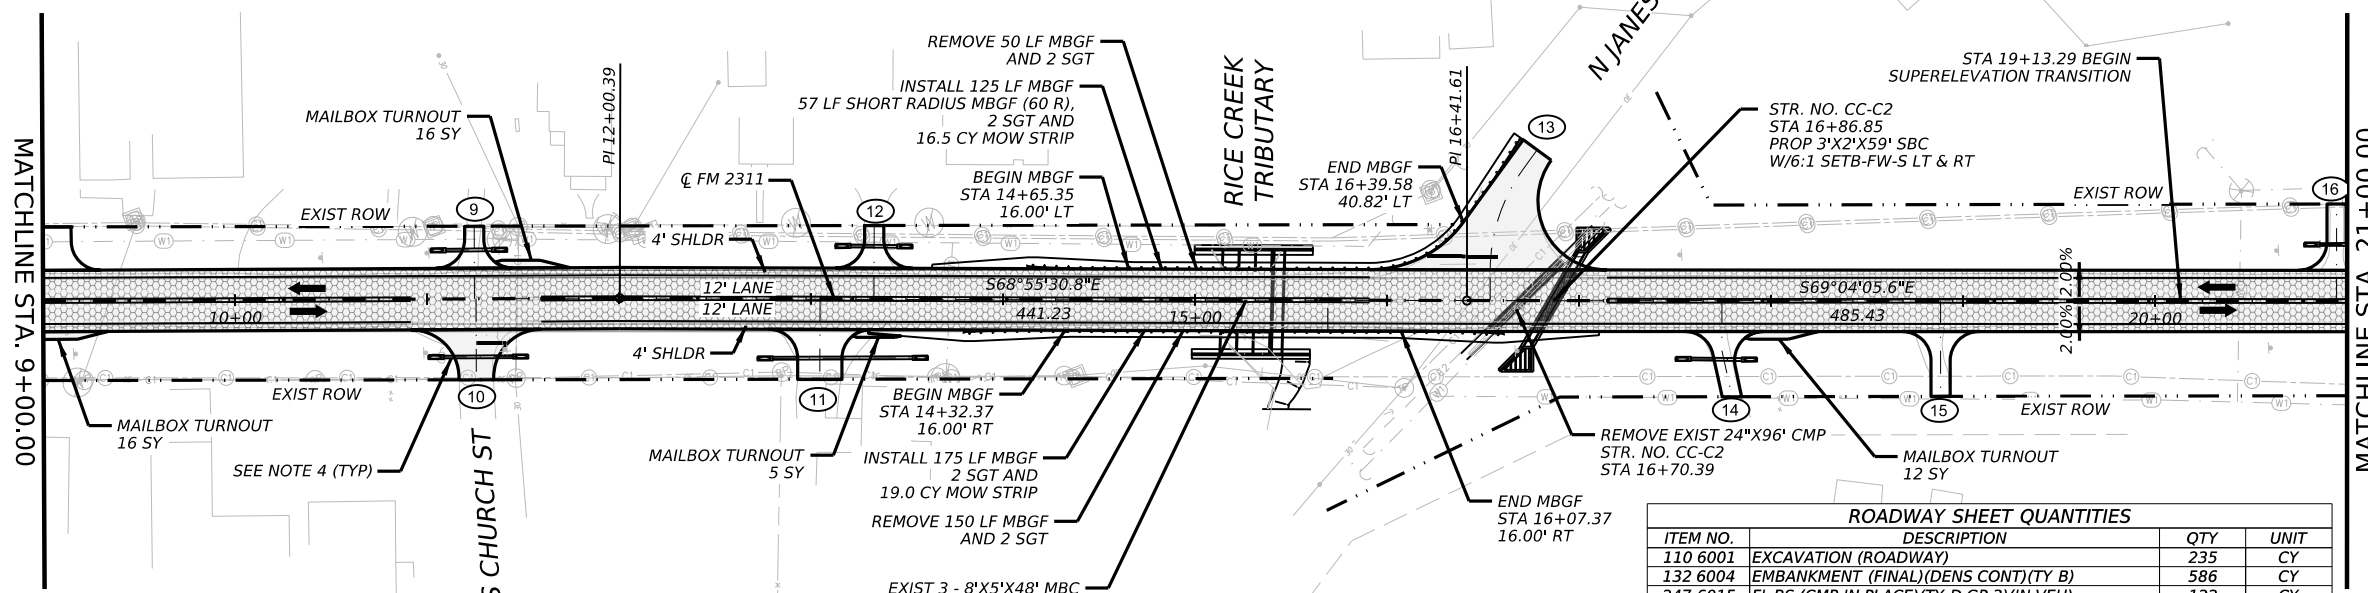 MATCHLINE STA. 9+00.00
MAILBOX TURNOUT
16 SY
EXIST ROW
9
PI 12+00.39
℄ FM 2311
4' SHLDR
12
REMOVE 50 LF MBGF
AND 2 SGT
INSTALL 125 LF MBGF
57 LF SHORT RADIUS MBGF (60 R),
2 SGT AND
16.5 CY MOW STRIP
BEGIN MBGF
STA 14+65.35
16.00' LT
RICE CREEK
TRIBUTARY
END MBGF
STA 16+39.58
40.82' LT
PI 16+41.61
13
N JANES
STR. NO. CC-C2
STA 16+86.85
PROP 3'X2'X59' SBC
W/6:1 SETB-FW-S LT & RT
STA 19+13.29 BEGIN
SUPERELEVATION TRANSITION
EXIST ROW
16
MATCHLINE STA. 21+00.00
10+00
12' LANE
12' LANE
S68°55'30.8"E
441.23
15+00
S69°04'05.6"E
485.43
2.00%
2.00%
20+00
4' SHLDR
EXIST ROW
10
11
14
15
EXIST ROW
MAILBOX TURNOUT
16 SY
SEE NOTE 4 (TYP)
S CHURCH ST
MAILBOX TURNOUT
5 SY
BEGIN MBGF
STA 14+32.37
16.00' RT
INSTALL 175 LF MBGF
2 SGT AND
19.0 CY MOW STRIP
REMOVE 150 LF MBGF
AND 2 SGT
EXIST 3 - 8'X5'X48' MBC
END MBGF
STA 16+07.37
16.00' RT
REMOVE EXIST 24"X96' CMP
STR. NO. CC-C2
STA 16+70.39
MAILBOX TURNOUT
12 SY
ROADWAY SHEET QUANTITIES
ITEM NO. DESCRIPTION QTY UNIT
110 6001 EXCAVATION (ROADWAY) 235 CY
132 6004 EMBANKMENT (FINAL)(DENS CONT)(TY B) 586 CY